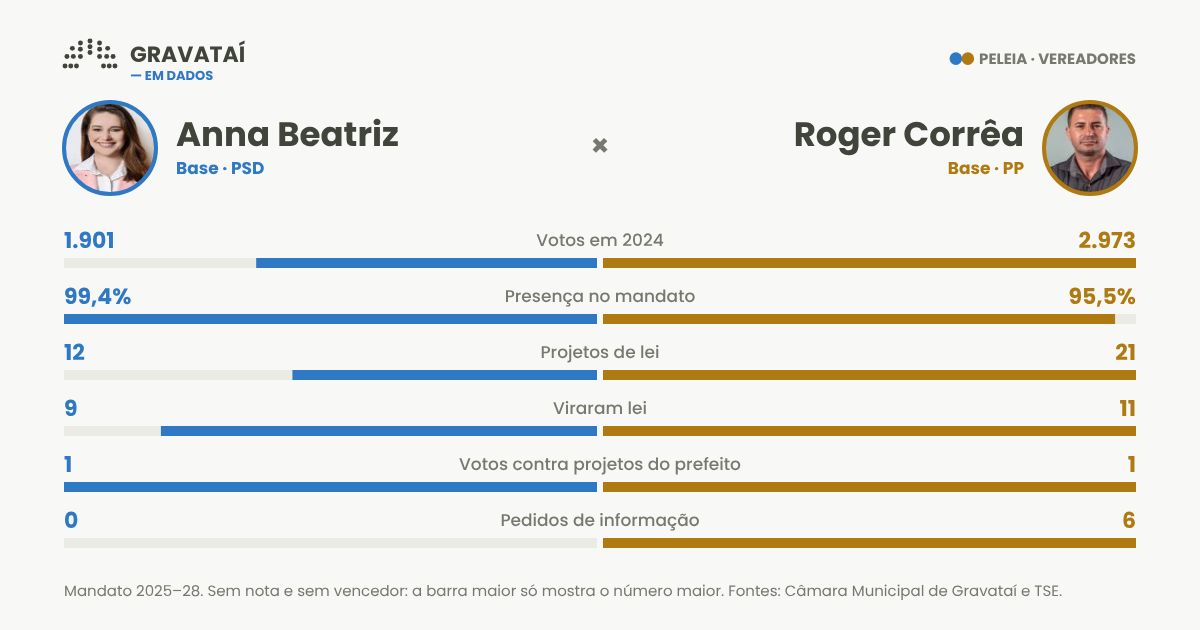 GRAVATAÍ
— EM DADOS
PELEIA · VEREADORES
Anna Beatriz
Base · PSD
×
Roger Corrêa
Base · PP
1.901 Votos em 2024 2.973
99,4% Presença no mandato 95,5%
12 Projetos de lei 21
9 Viraram lei 11
1 Votos contra projetos do prefeito 1
0 Pedidos de informação 6
Mandato 2025–28. Sem nota e sem vencedor: a barra maior só mostra o número maior. Fontes: Câmara Municipal de Gravataí e TSE.